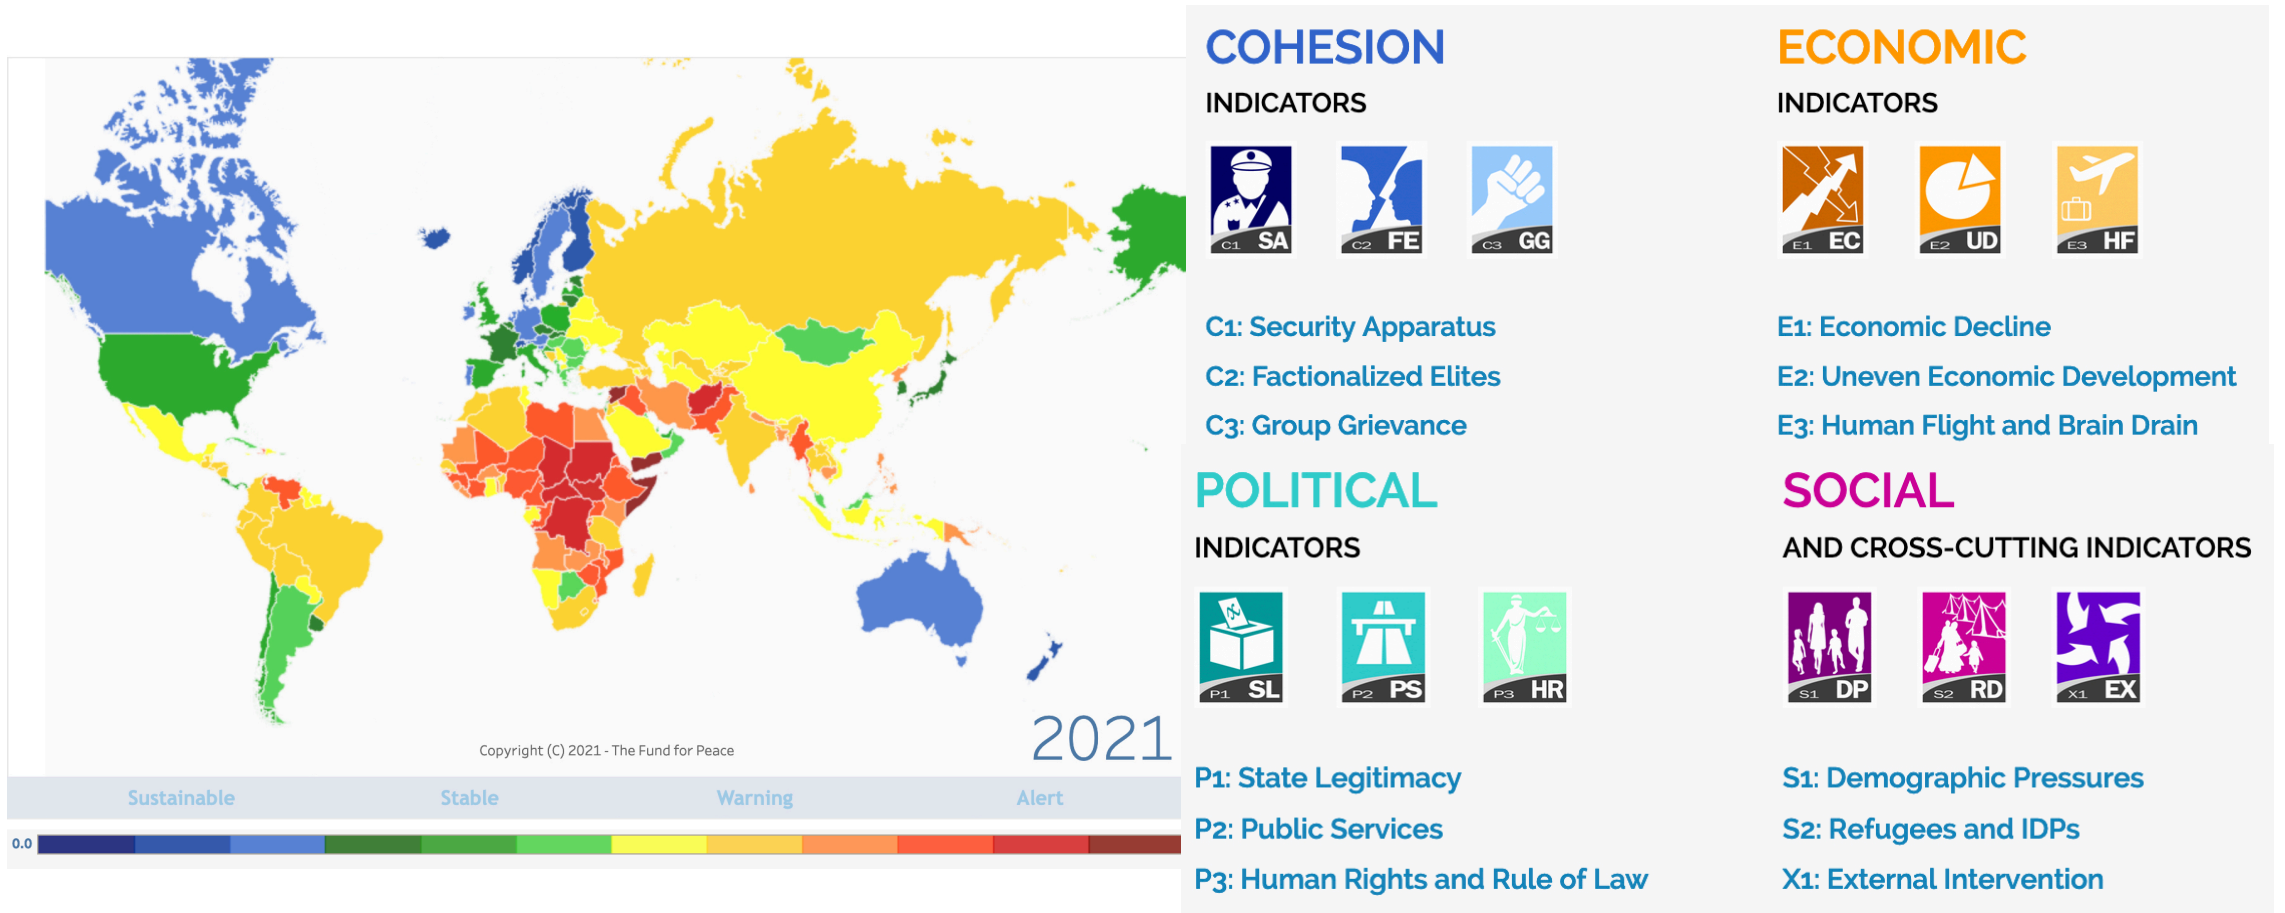 2021
Copyright (C) 2021 - The Fund for Peace
Sustainable Stable Warning Alert
0.0
COHESION
INDICATORS
C1 SA C2 FE C3 GG
C1: Security Apparatus
C2: Factionalized Elites
C3: Group Grievance
ECONOMIC
INDICATORS
E1 EC E2 UD E3 HF
E1: Economic Decline
E2: Uneven Economic Development
E3: Human Flight and Brain Drain
POLITICAL
INDICATORS
P1 SL P2 PS P3 HR
P1: State Legitimacy
P2: Public Services
P3: Human Rights and Rule of Law
SOCIAL
AND CROSS-CUTTING INDICATORS
S1 DP S2 RD X1 EX
S1: Demographic Pressures
S2: Refugees and IDPs
X1: External Intervention